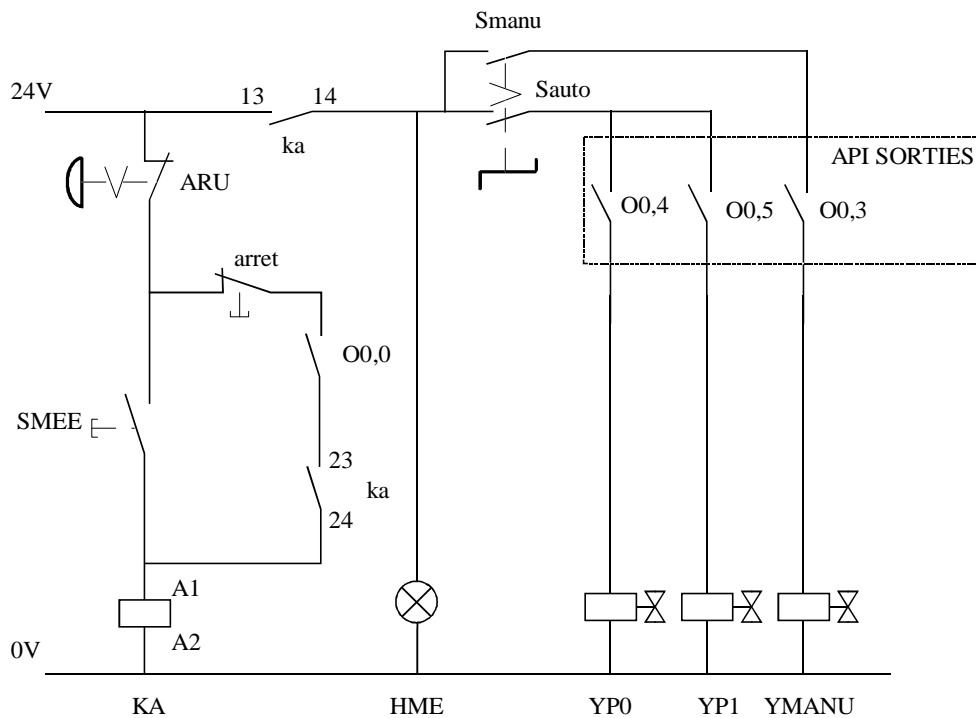 Smanu
24V
13 14
Sauto
ka
API SORTIES
ARU
O0,4 O0,5 O0,3
arret
O0,0
SMEE
23
ka
24
A1
A2
0V
KA HME YP0 YP1 YMANU